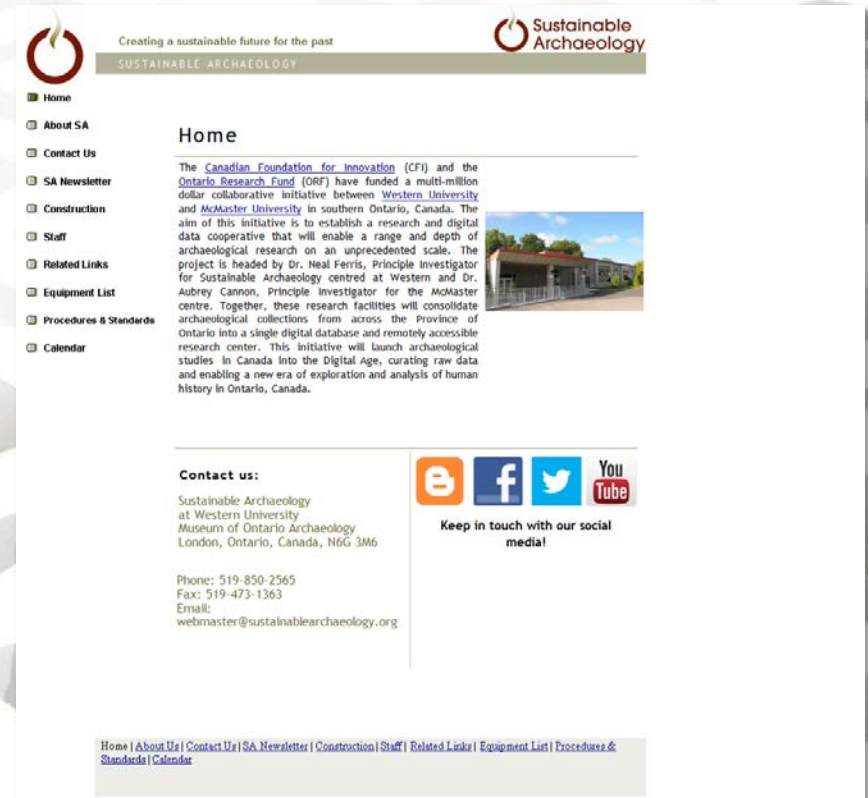 Creating a sustainable future for the past
Sustainable
Archaeology
SUSTAINABLE ARCHAEOLOGY
Home
About SA
Contact Us
SA Newsletter
Construction
Staff
Related Links
Equipment List
Procedures & Standards
Calendar
Home
The Canadian Foundation for Innovation (CFI) and the
Ontario Research Fund (ORF) have funded a multi-million
dollar collaborative initiative between Western University
and McMaster University in southern Ontario, Canada. The
aim of this initiative is to establish a research and digital
data cooperative that will enable a range and depth of
archaeological research on an unprecedented scale. The
project is headed by Dr. Neal Ferris, Principle Investigator
for Sustainable Archaeology centred at Western and Dr.
Aubrey Cannon, Principle Investigator for the McMaster
centre. Together, these research facilities will consolidate
archaeological collections from across the Province of
Ontario into a single digital database and remotely accessible
research center. This initiative will launch archaeological
studies in Canada into the Digital Age, curating raw data
and enabling a new era of exploration and analysis of human
history in Ontario, Canada.
Contact us:
Sustainable Archaeology
at Western University
Museum of Ontario Archaeology
London, Ontario, Canada, N6G 3M6
Phone: 519-850-2565
Fax: 519-473-1363
Email:
webmaster@sustainablearchaeology.org
You
Tube
Keep in touch with our social
media!
Home | About Us | Contact Us | SA Newsletter | Construction | Staff | Related Links | Equipment List | Procedures &
Standards | Calendar